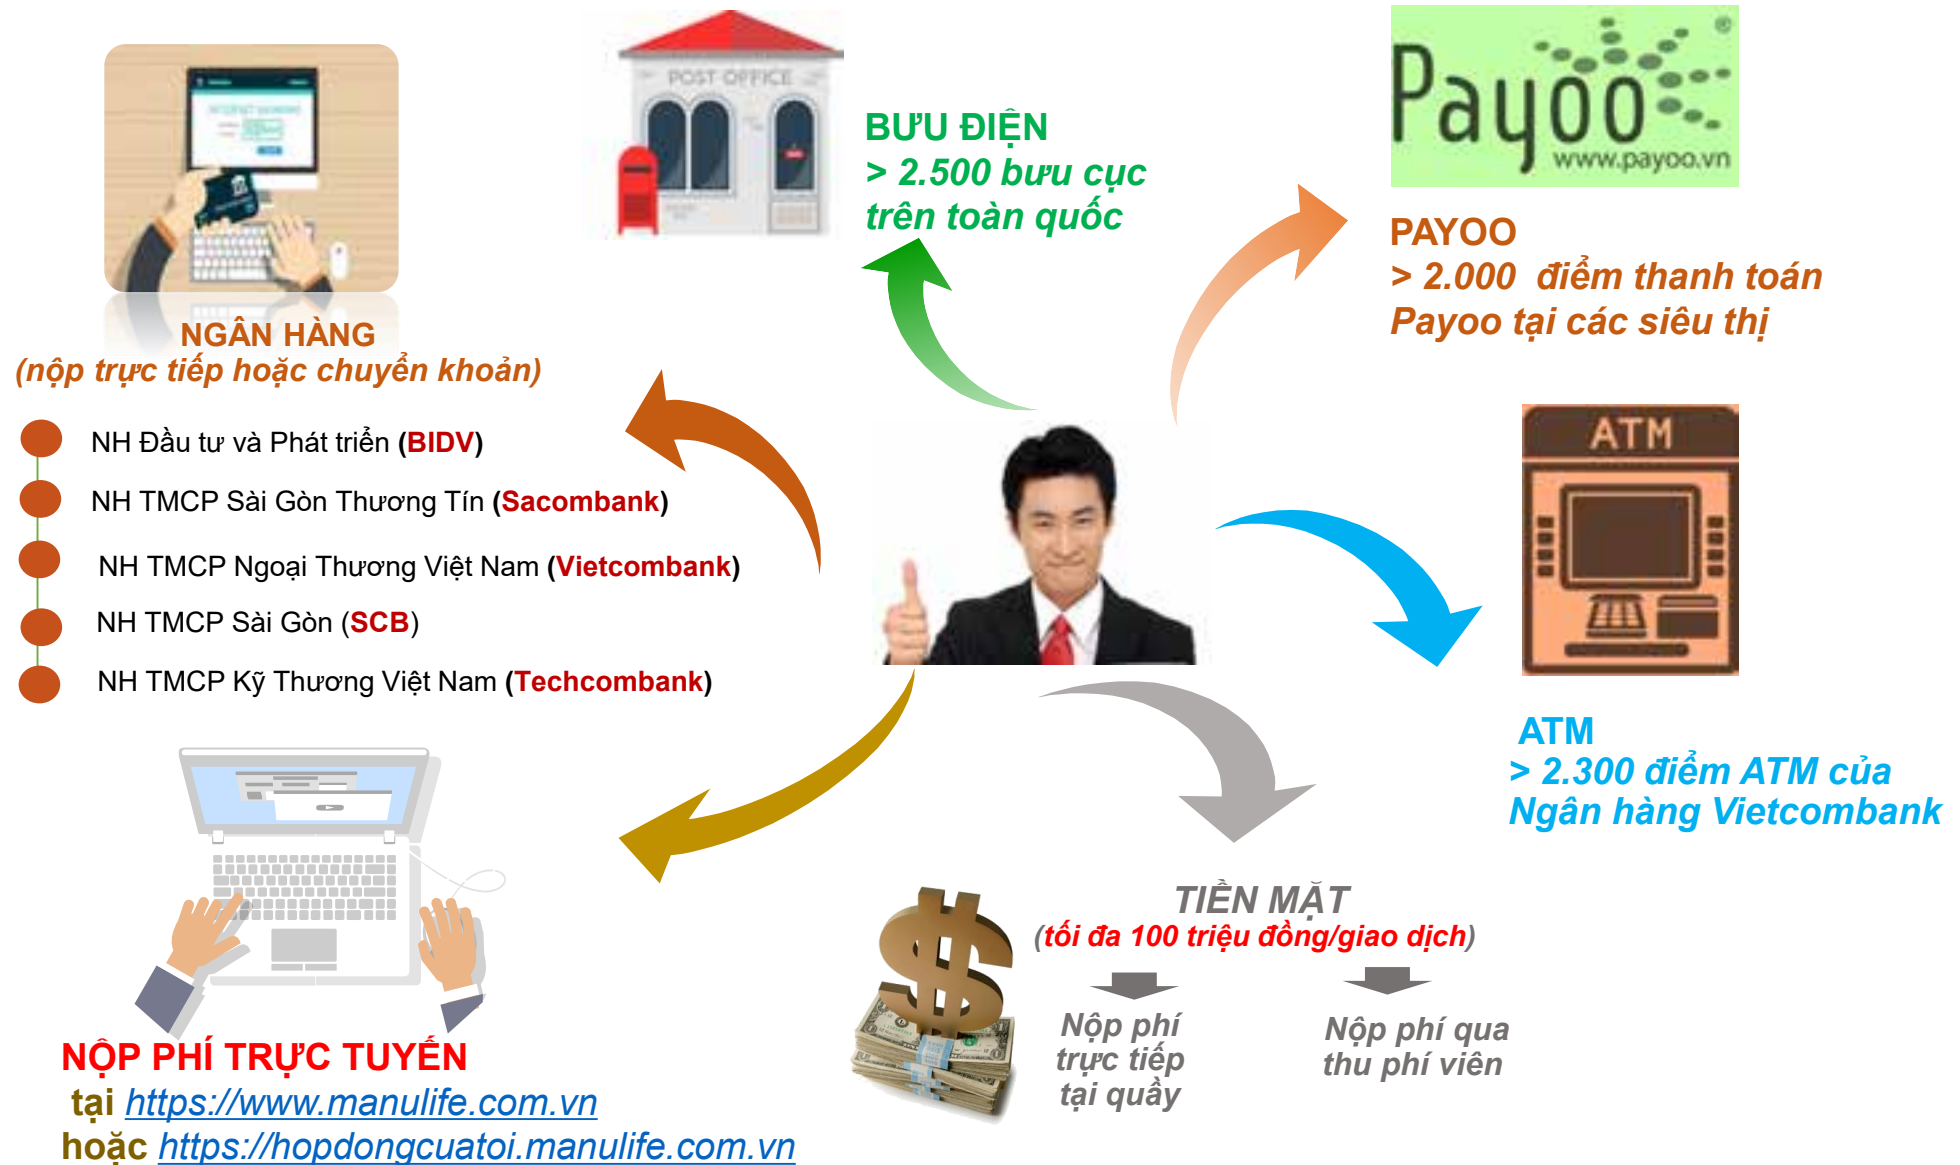 POST OFFICE
BƯU ĐIỆN
> 2.500 bưu cục
trên toàn quốc
Payoo
®
www.payoo.vn
PAYOO
> 2.000 điểm thanh toán
Payoo tại các siêu thị
NGÂN HÀNG
(nộp trực tiếp hoặc chuyển khoản)
NH Đầu tư và Phát triển (BIDV)
NH TMCP Sài Gòn Thương Tín (Sacombank)
NH TMCP Ngoại Thương Việt Nam (Vietcombank)
NH TMCP Sài Gòn (SCB)
NH TMCP Kỹ Thương Việt Nam (Techcombank)
ATM
ATM
> 2.300 điểm ATM của
Ngân hàng Vietcombank
TIỀN MẶT
(tối đa 100 triệu đồng/giao dịch)
Nộp phí
trực tiếp
tại quầy
Nộp phí qua
thu phí viên
NỘP PHÍ TRỰC TUYẾN
tại https://www.manulife.com.vn
hoặc https://hopdongcuatoi.manulife.com.vn